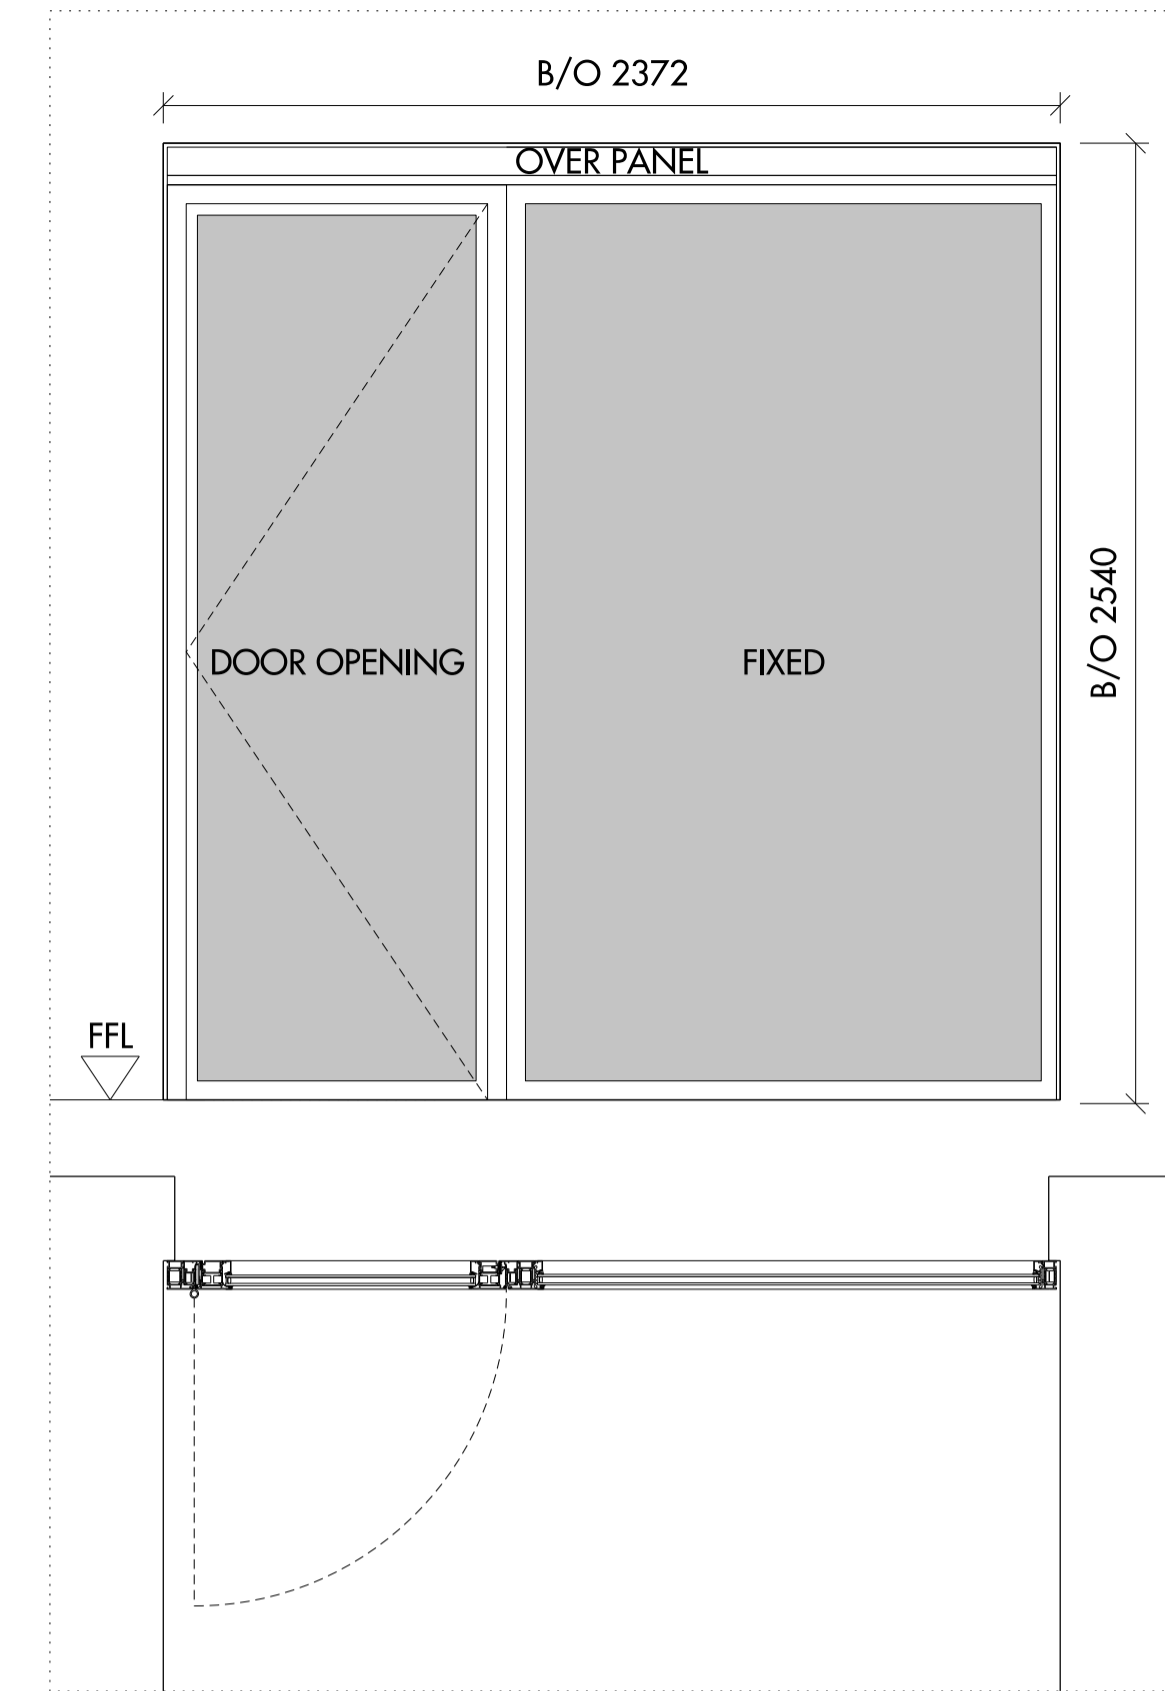 B/O 2372
OVER PANEL
DOOR OPENING
FIXED
B/O 2540
FFL